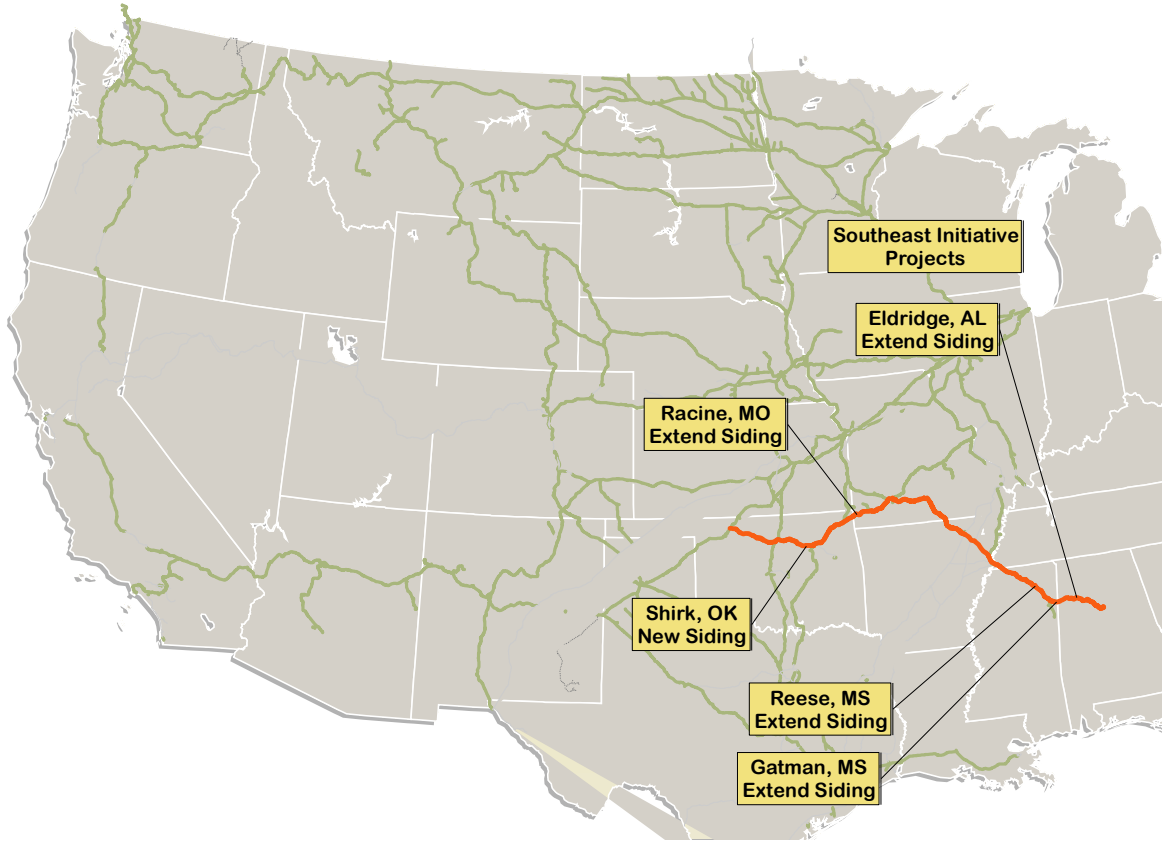 Southeast Initiative
Projects
Eldridge, AL
Extend Siding
Racine, MO
Extend Siding
Shirk, OK
New Siding
Reese, MS
Extend Siding
Gatman, MS
Extend Siding